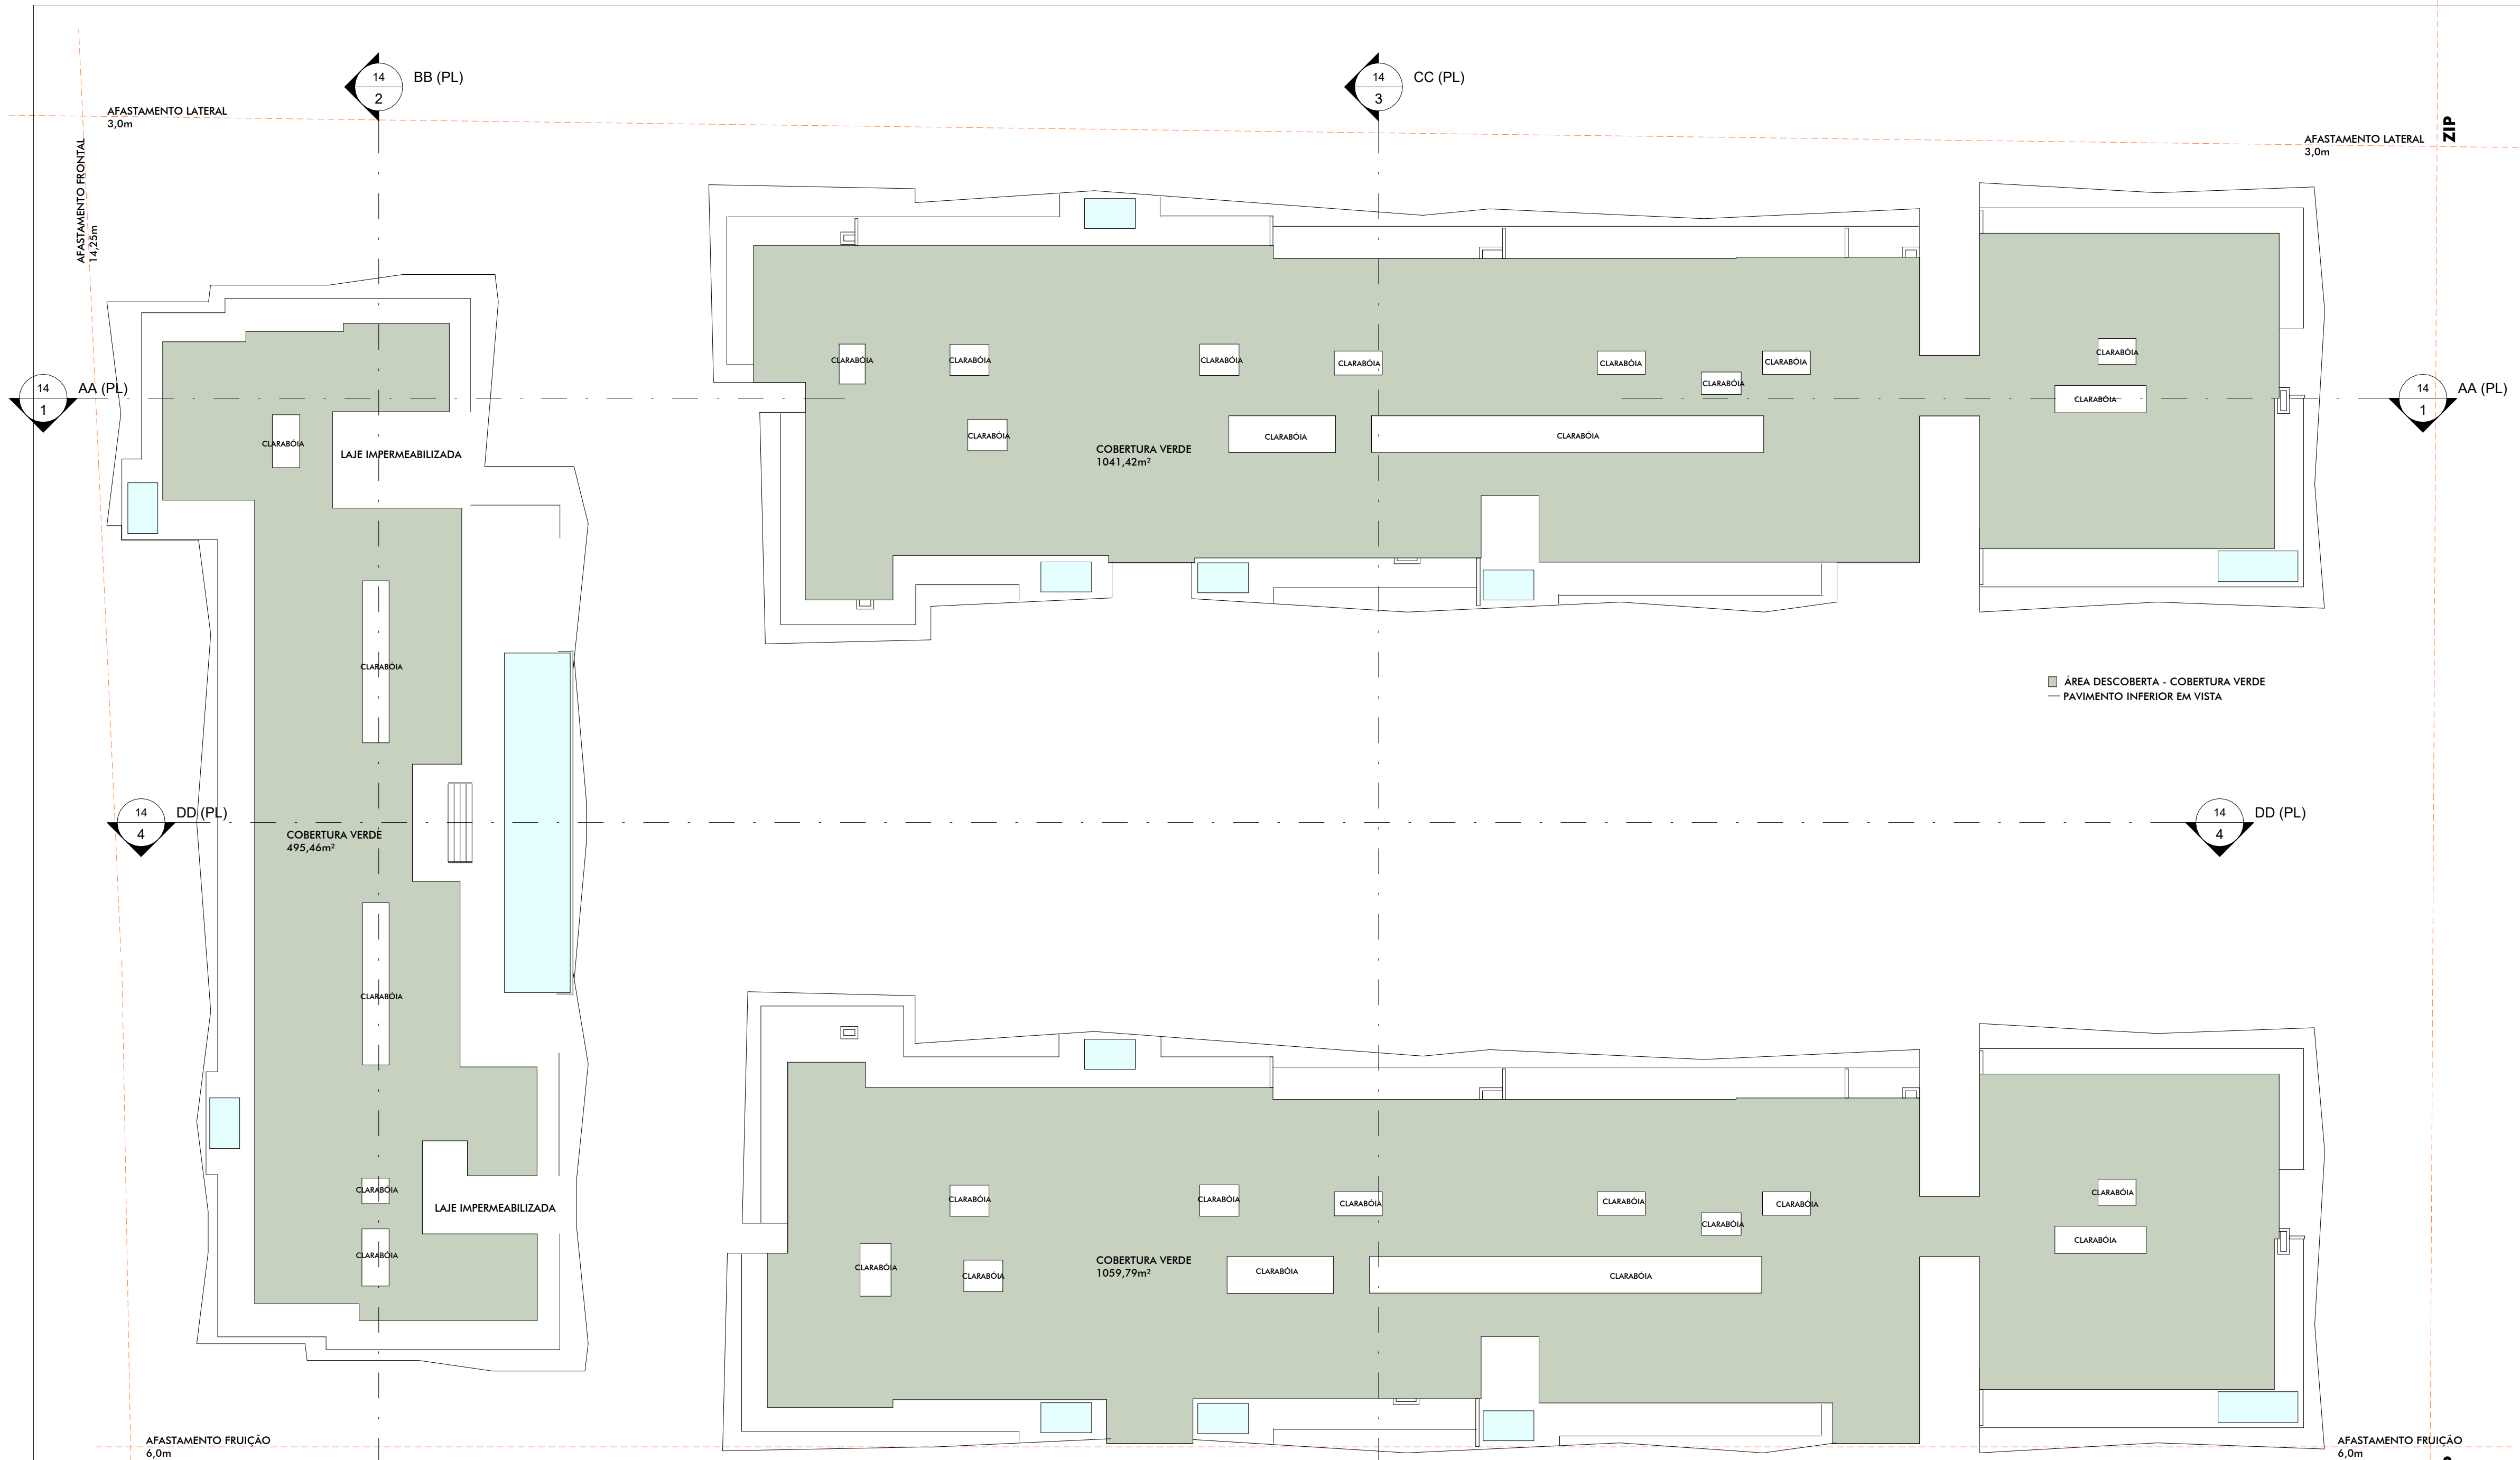 14
2
BB (PL)
14
3
CC (PL)
AFASTAMENTO LATERAL
3,0m
AFASTAMENTO LATERAL
3,0m
ZIP
AFASTAMENTO FRONTAL
14,25m
14
1
AA (PL)
14
1
AA (PL)
CLARABÓIA
CLARABÓIA
CLARABÓIA
CLARABÓIA
CLARABÓIA
CLARABÓIA
CLARABÓIA
CLARABÓIA
CLARABÓIA
CLARABÓIA
CLARABÓIA
CLARABÓIA
COBERTURA VERDE
1041,42m²
CLARABÓIA
LAJE IMPERMEABILIZADA
CLARABÓIA
ÁREA DESCOBERTA - COBERTURA VERDE
PAVIMENTO INFERIOR EM VISTA
14
4
DD (PL)
14
4
DD (PL)
COBERTURA VERDE
495,46m²
CLARABÓIA
CLARABÓIA
LAJE IMPERMEABILIZADA
CLARABÓIA
CLARABÓIA
CLARABÓIA
CLARABÓIA
CLARABÓIA
CLARABÓIA
CLARABÓIA
CLARABÓIA
CLARABÓIA
CLARABÓIA
CLARABÓIA
CLARABÓIA
CLARABÓIA
COBERTURA VERDE
1059,79m²
AFASTAMENTO FRUIÇÃO
6,0m
AFASTAMENTO FRUIÇÃO
6,0m